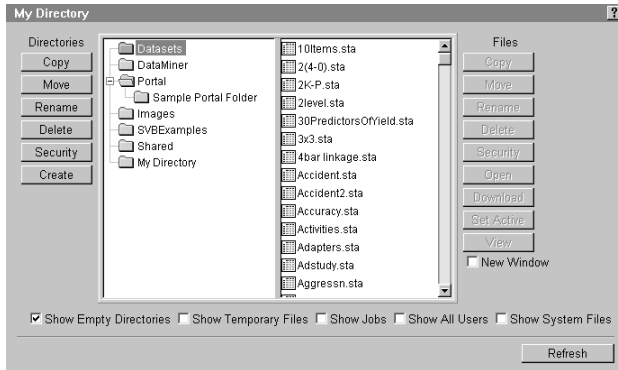 My Directory
?
Directories
Copy
Move
Rename
Delete
Security
Create
Datasets
DataMiner
Portal
Sample Portal Folder
Images
SVBExamples
Shared
My Directory
10Items.sta
2(4-0).sta
2K-P.sta
2level.sta
30PredictorsOfYield.sta
3x3.sta
4bar linkage.sta
Accident.sta
Accident2.sta
Accuracy.sta
Activities.sta
Adapters.sta
Adstudy.sta
Aggressn.sta
Files
Copy
Move
Rename
Delete
Security
Open
Download
Set Active
View
New Window
Show Empty Directories Show Temporary Files Show Jobs Show All Users Show System Files
Refresh